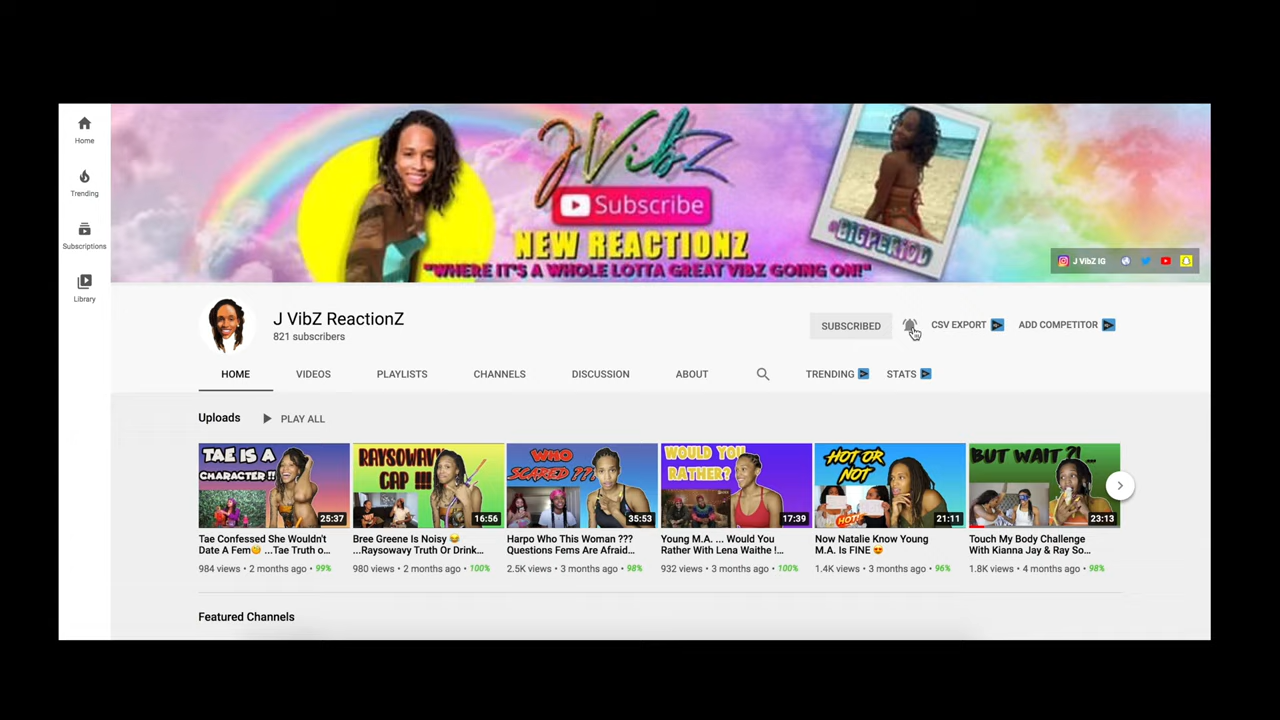 Home
Trending
Subscriptions
Library
JVibZ
Subscribe
NEW REACTIONZ
"WHERE IT'S A WHOLE LOTTA GREAT VIBZ GOING ON!"
@BIGPERIOD
J VibZ IG
J VibZ ReactionZ
821 subscribers
SUBSCRIBED
CSV EXPORT
ADD COMPETITOR
HOME
VIDEOS
PLAYLISTS
CHANNELS
DISCUSSION
ABOUT
TRENDING
STATS
Uploads
PLAY ALL
TAE IS A
CHARACTER!!
25:37
RAYSOWAVY
CAP !!!
16:56
WHO
SCARED ???
35:53
WOULD YOU
RATHER?
17:39
HOT OR
NOT
HOT!
21:11
BUT WAIT ?! ...
23:13
Tae Confessed She Wouldn't
Date A Fem🤭 ...Tae Truth o...
984 views • 2 months ago • 99%
Bree Greene Is Noisy 😂
...Raysowavy Truth Or Drink...
980 views • 2 months ago • 100%
Harpo Who This Woman ???
Questions Fems Are Afraid...
2.5K views • 3 months ago • 98%
Young M.A. ... Would You
Rather With Lena Waithe !...
932 views • 3 months ago • 100%
Now Natalie Know Young
M.A. Is FINE 😍
1.4K views • 3 months ago • 96%
Touch My Body Challenge
With Kianna Jay & Ray So...
1.8K views • 4 months ago • 98%
Featured Channels